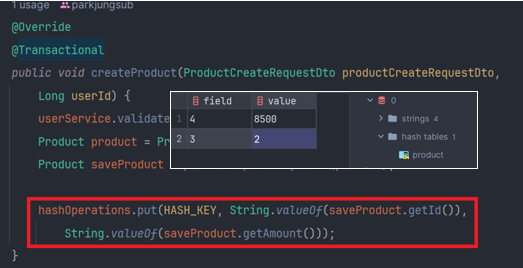 1 usage parkjungsub
@Override
@Transactional
public void createProduct(ProductCreateRequestDto productCreateRequestDto,
Long userId) {
userService.validate
Product product = Pr
Product saveProduct
field value
1 4 8500
2 3 2
0
strings 4
hash tables 1
product
hashOperations.put(HASH_KEY, String.valueOf(saveProduct.getId()),
String.valueOf(saveProduct.getAmount()));
}